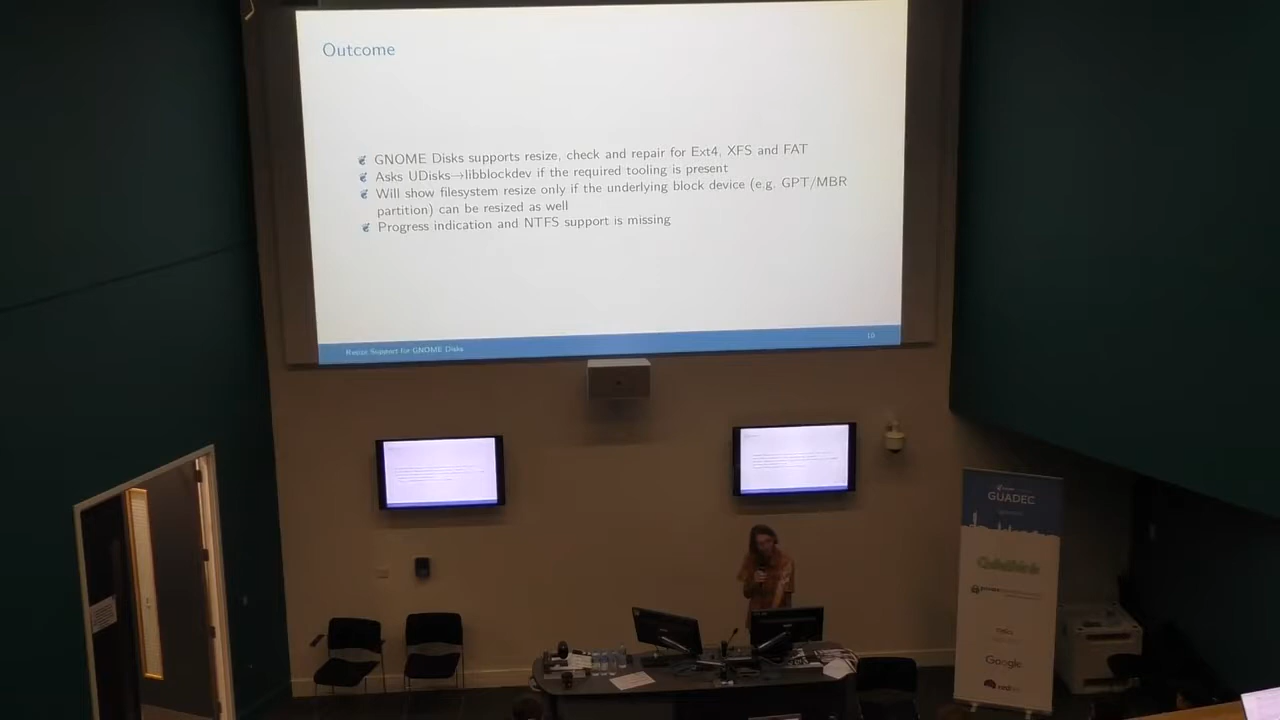 Outcome
GNOME Disks supports resize, check and repair for Ext4, XFS and FAT
Asks UDisks→libblockdev if the required tooling is present
Will show filesystem resize only if the underlying block device (e.g. GPT/MBR
partition) can be resized as well
Progress indication and NTFS support is missing
Resize Support for GNOME Disks
10
GUADEC
Codethink
Google